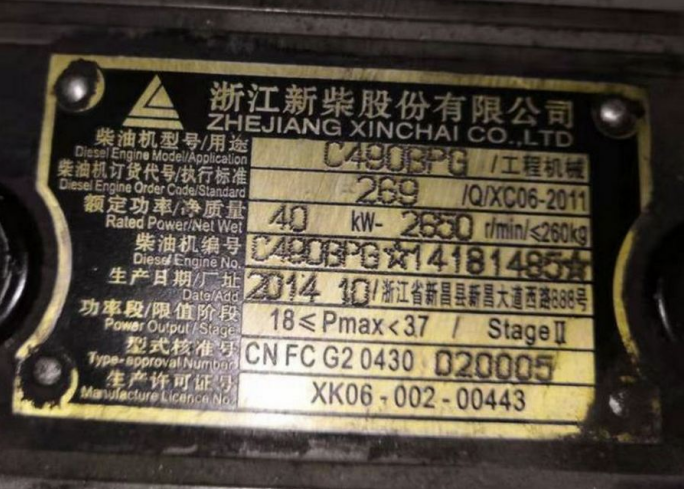 浙江新柴股份有限公司
ZHEJIANG XINCHAI CO.,LTD
柴油机型号/用途 C490BPG /工程机械
Diesel Engine Model/Application
柴油机订货代号/执行标准 269 /Q/XC06-2011
Diesel Engine Order Code/Standard
额定功率/净质量 40 kW- 2650 r/min/≤260kg
Rated Power/Net Wet
柴油机编号 C490BPG☆14181485☆
Diesel Engine No.
生产日期/厂址 2014 10/浙江省新昌县新昌大道西路888号
Date/Add
功率段/限值阶段 18≤Pmax<37 / Stage II
Power Output / Stage
型式核准号 CN FC G2 0430 020005
Type-approval Number
生产许可证号 XK06-002-00443
Manufacture Licence No.